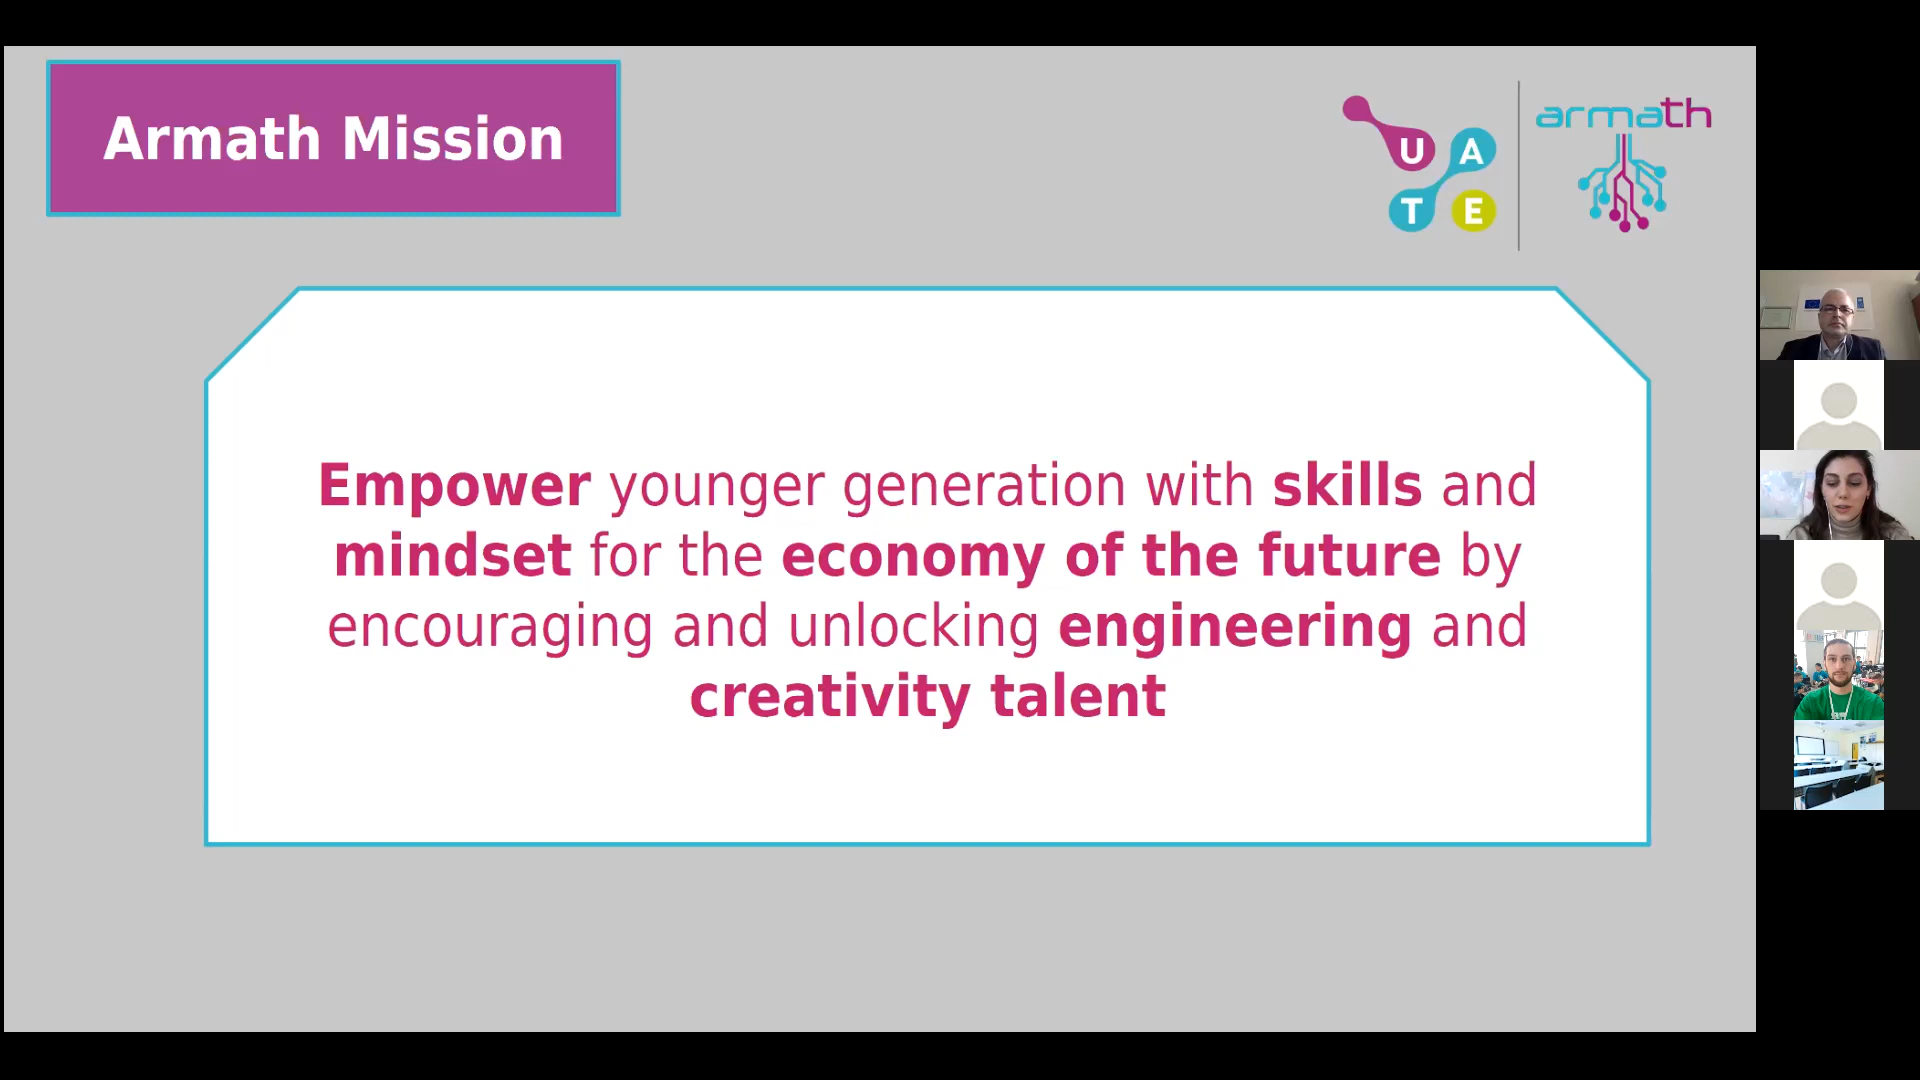 Armath Mission
U A
T E
armath
Empower younger generation with skills and
mindset for the economy of the future by
encouraging and unlocking engineering and
creativity talent